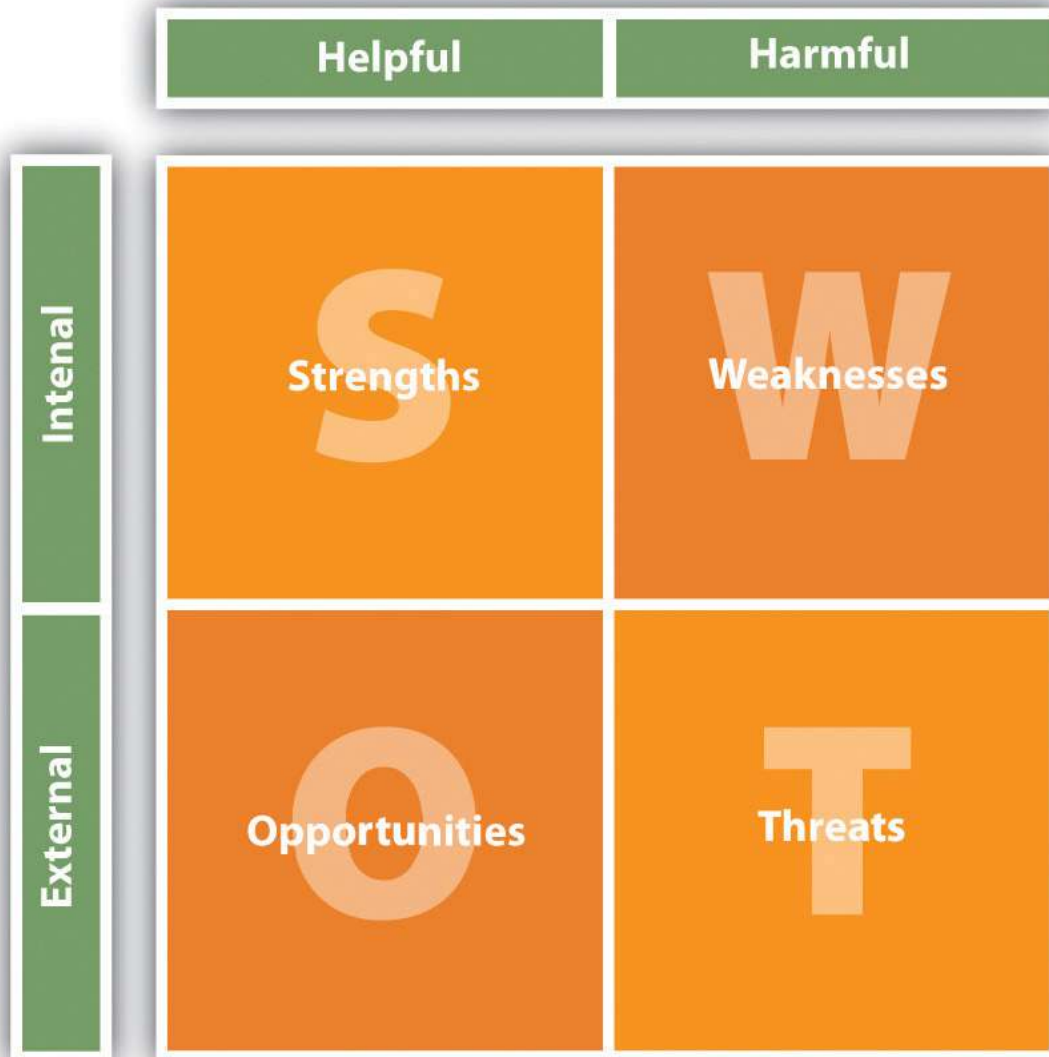 Helpful
Harmful
Intenal
S
Strengths
W
Weaknesses
External
O
Opportunities
T
Threats